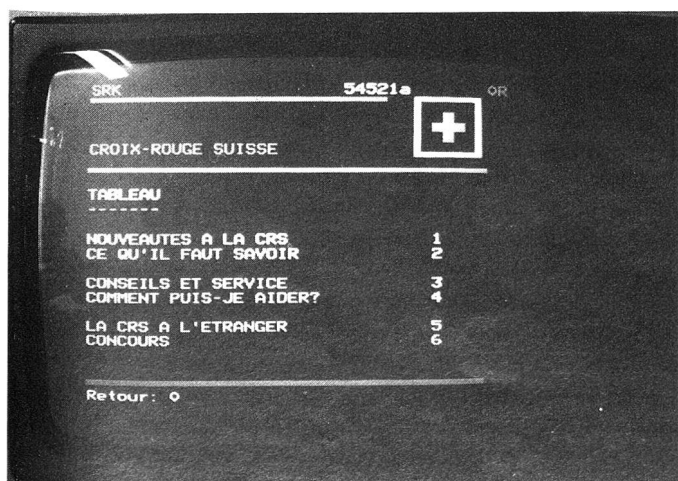 SRK 54521a OR
CROIX-ROUGE SUISSE
TABLEAU
NOUVEAUTES A LA CRS 1
CE QU'IL FAUT SAVOIR 2
CONSEILS ET SERVICE 3
COMMENT PUIS-JE AIDER? 4
LA CRS A L'ETRANGER 5
CONCOURS 6
Retour: 0